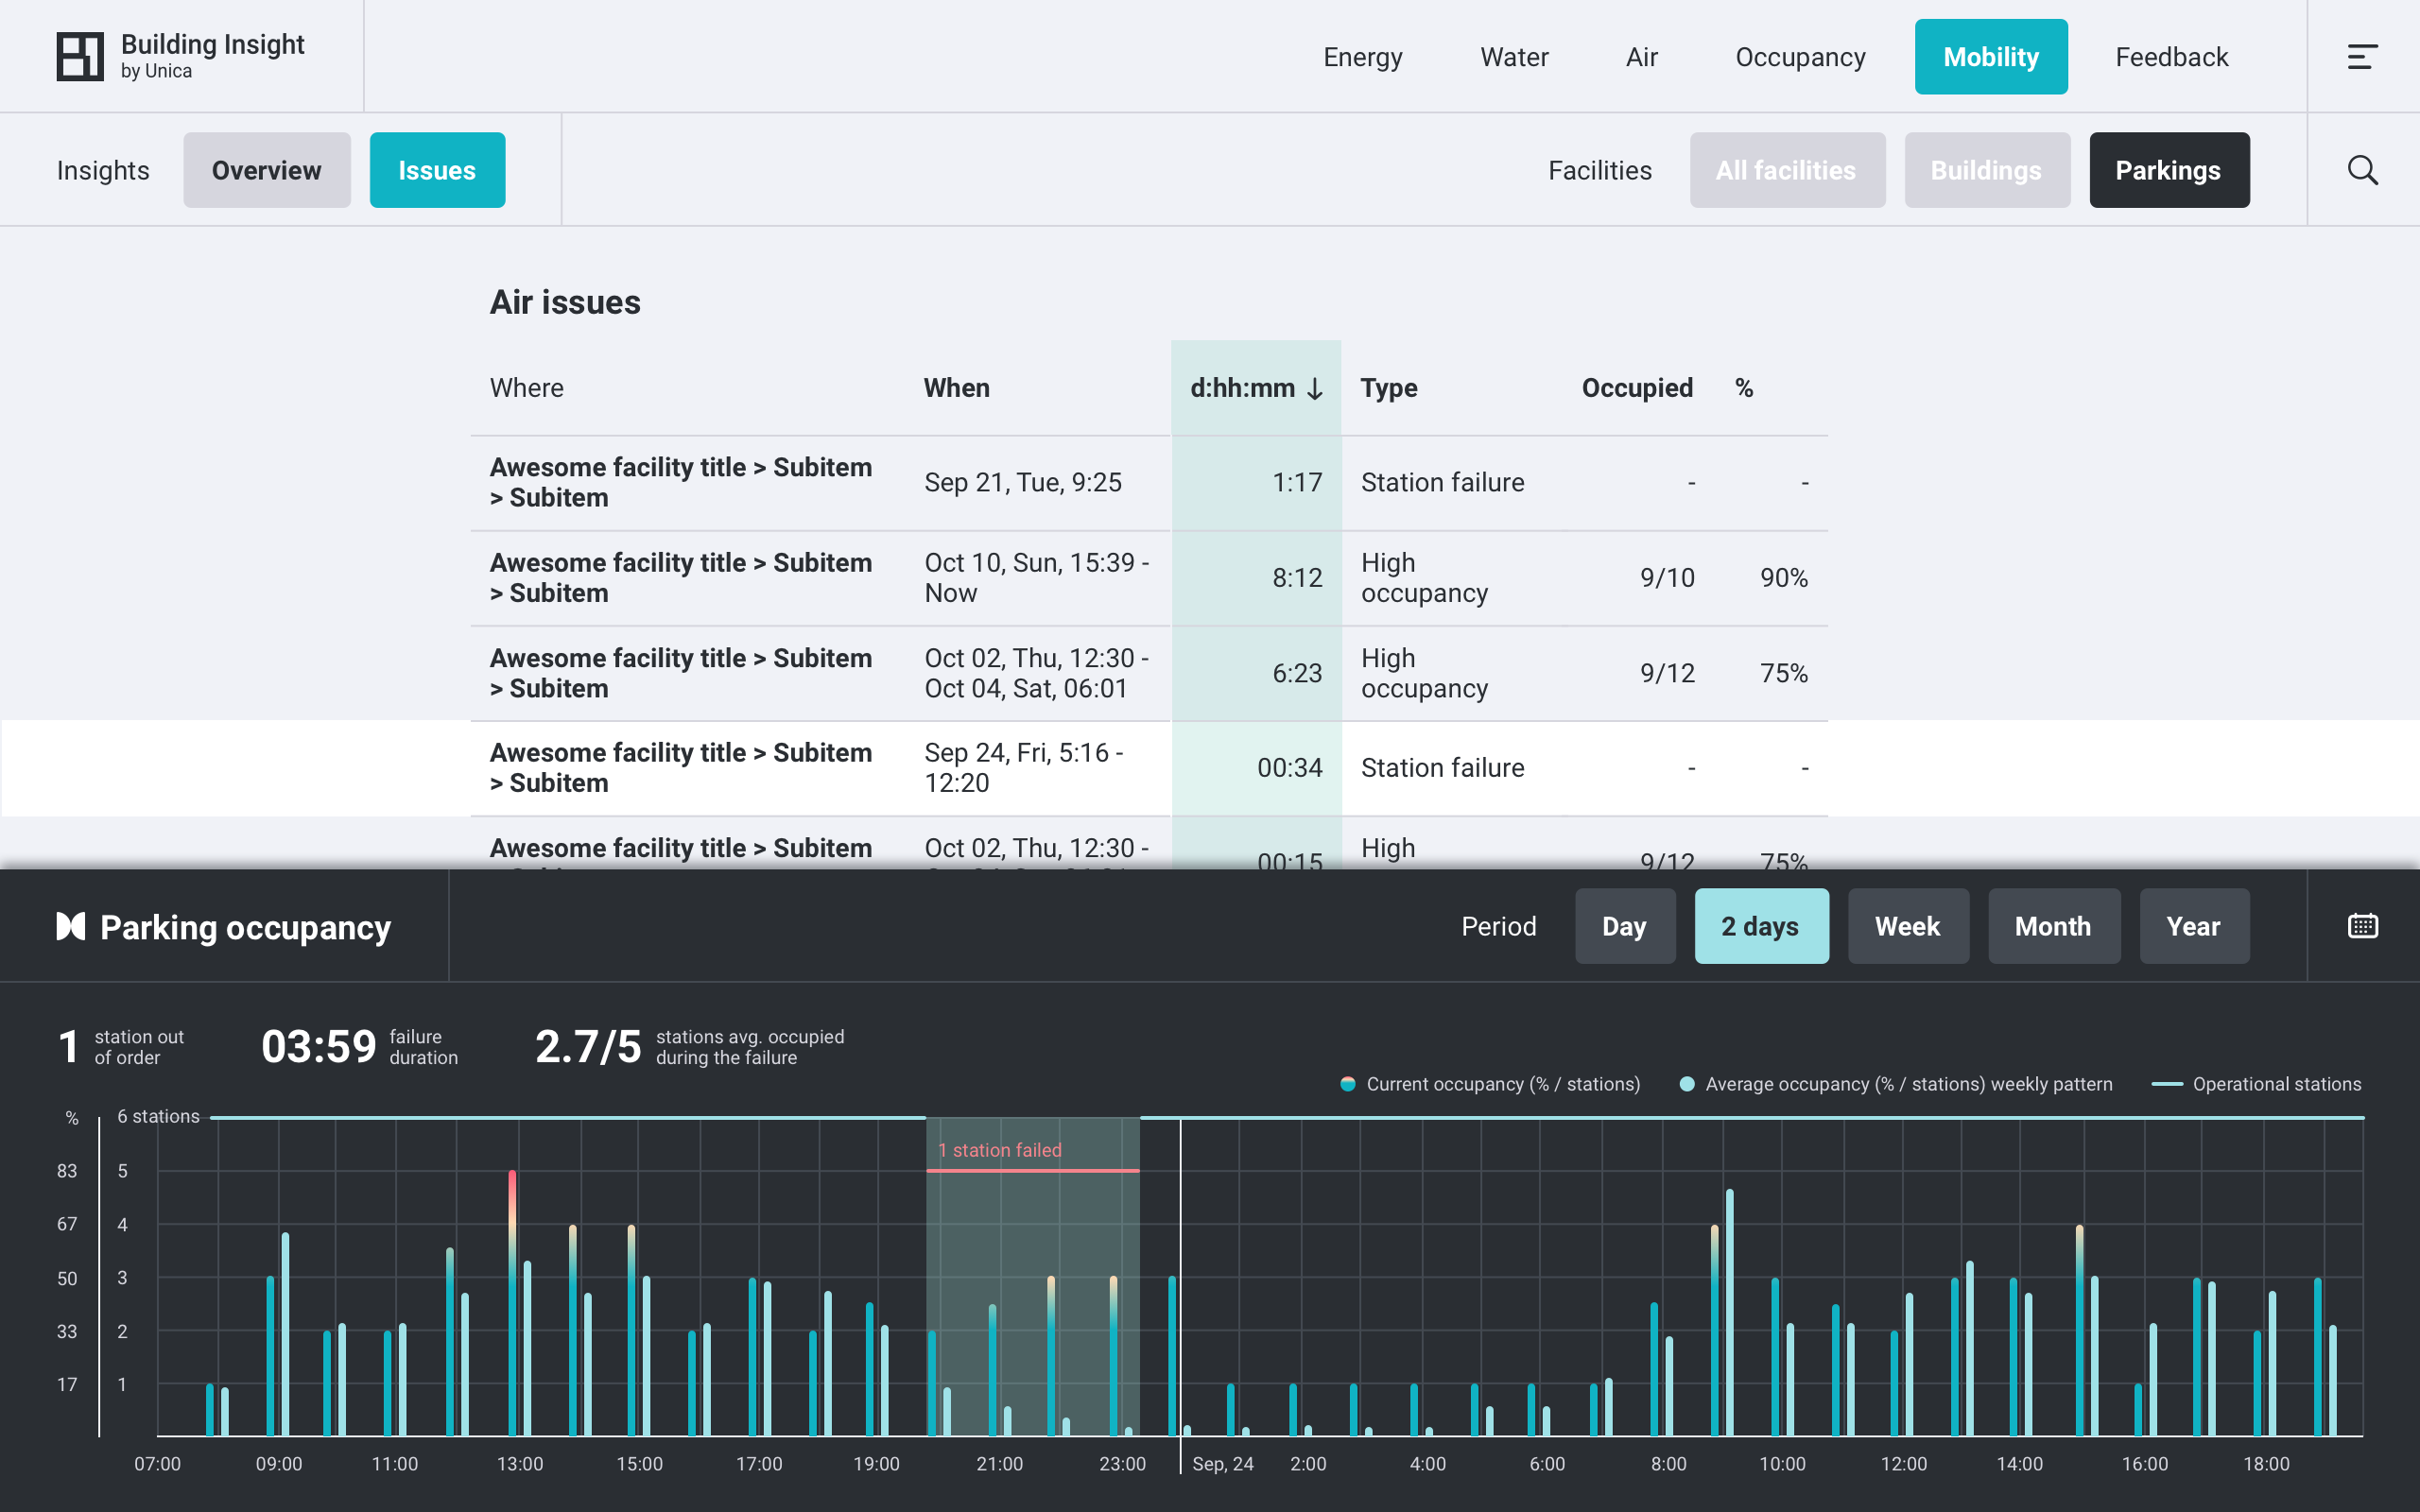 Building Insight
by Unica
Energy
Water
Air
Occupancy
Mobility
Feedback
Insights
Overview
Issues
Facilities
All facilities
Buildings
Parkings
Air issues
Where
When
d:hh:mm ↓
Type
Occupied
%
Awesome facility title > Subitem
> Subitem
Sep 21, Tue, 9:25
1:17
Station failure
-
-
Awesome facility title > Subitem
> Subitem
Oct 10, Sun, 15:39 -
Now
8:12
High
occupancy
9/10
90%
Awesome facility title > Subitem
> Subitem
Oct 02, Thu, 12:30 -
Oct 04, Sat, 06:01
6:23
High
occupancy
9/12
75%
Awesome facility title > Subitem
> Subitem
Sep 24, Fri, 5:16 -
12:20
00:34
Station failure
-
-
Awesome facility title > Subitem
Oct 02, Thu, 12:30 -
00:15
High
9/12
75%
Parking occupancy
Period
Day
2 days
Week
Month
Year
1
station out
of order
03:59
failure
duration
2.7/5
stations avg. occupied
during the failure
Current occupancy (% / stations)
Average occupancy (% / stations) weekly pattern
Operational stations
%
6 stations
1 station failed
83
5
67
4
50
3
33
2
17
1
07:00
09:00
11:00
13:00
15:00
17:00
19:00
21:00
23:00
Sep, 24
2:00
4:00
6:00
8:00
10:00
12:00
14:00
16:00
18:00